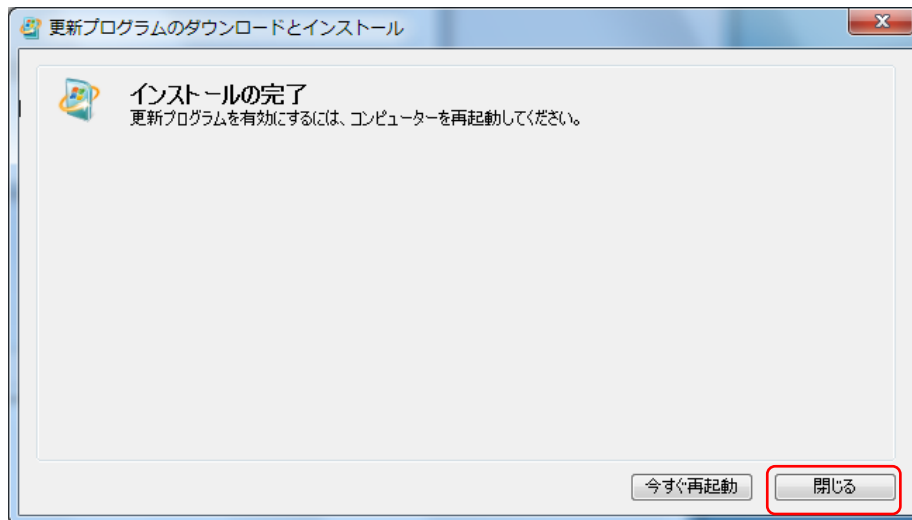 更新プログラムのダウンロードとインストール
インストールの完了
更新プログラムを有効にするには、コンピューターを再起動してください。
今すぐ再起動
閉じる